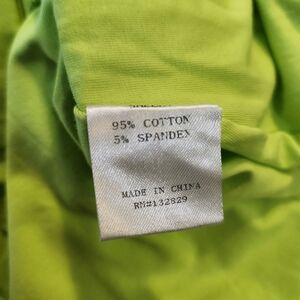 95% COTTON
5% SPANDEX
MADE IN CHINA
RN#132829